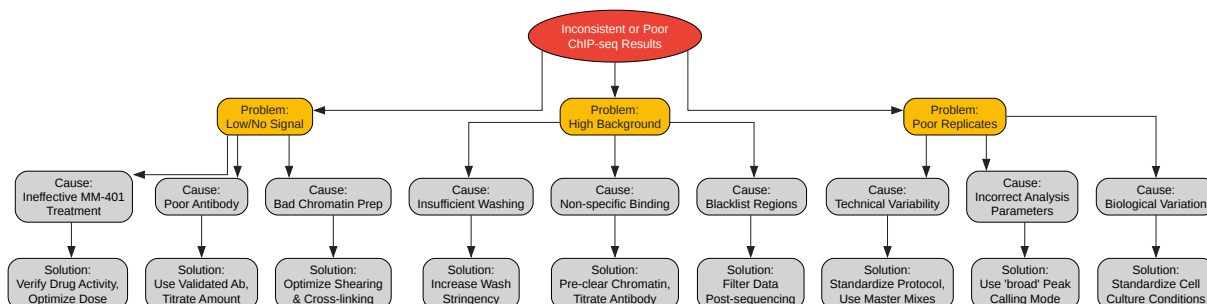 Inconsistent or Poor
ChIP-seq Results
Problem:
Low/No Signal
Problem:
High Background
Problem:
Poor Replicates
Cause:
Ineffective MM-401
Treatment
Cause:
Poor Antibody
Cause:
Bad Chromatin Prep
Cause:
Insufficient Washing
Cause:
Non-specific Binding
Cause:
Blacklist Regions
Cause:
Technical Variability
Cause:
Incorrect Analysis
Parameters
Cause:
Biological Variation
Solution:
Verify Drug Activity,
Optimize Dose
Solution:
Use Validated Ab,
Titrate Amount
Solution:
Optimize Shearing
& Cross-linking
Solution:
Increase Wash
Stringency
Solution:
Pre-clear Chromatin,
Titrate Antibody
Solution:
Filter Data
Post-sequencing
Solution:
Standardize Protocol,
Use Master Mixes
Solution:
Use 'broad' Peak
Calling Mode
Solution:
Standardize Cell
Culture Conditions